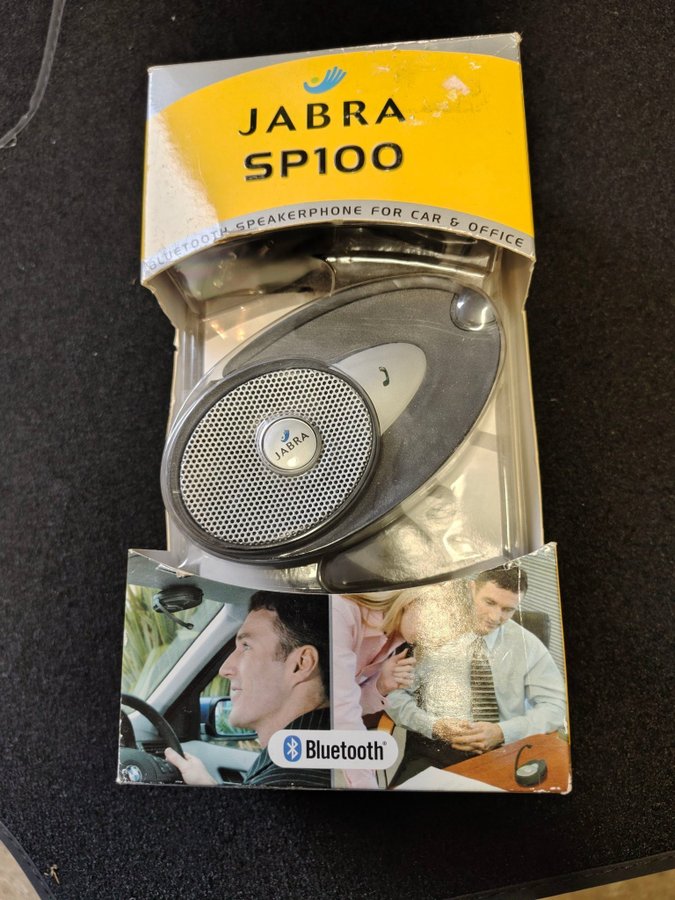 JABRA
SP100
BLUETOOTH SPEAKERPHONE FOR CAR & OFFICE
JABRA
Bluetooth®